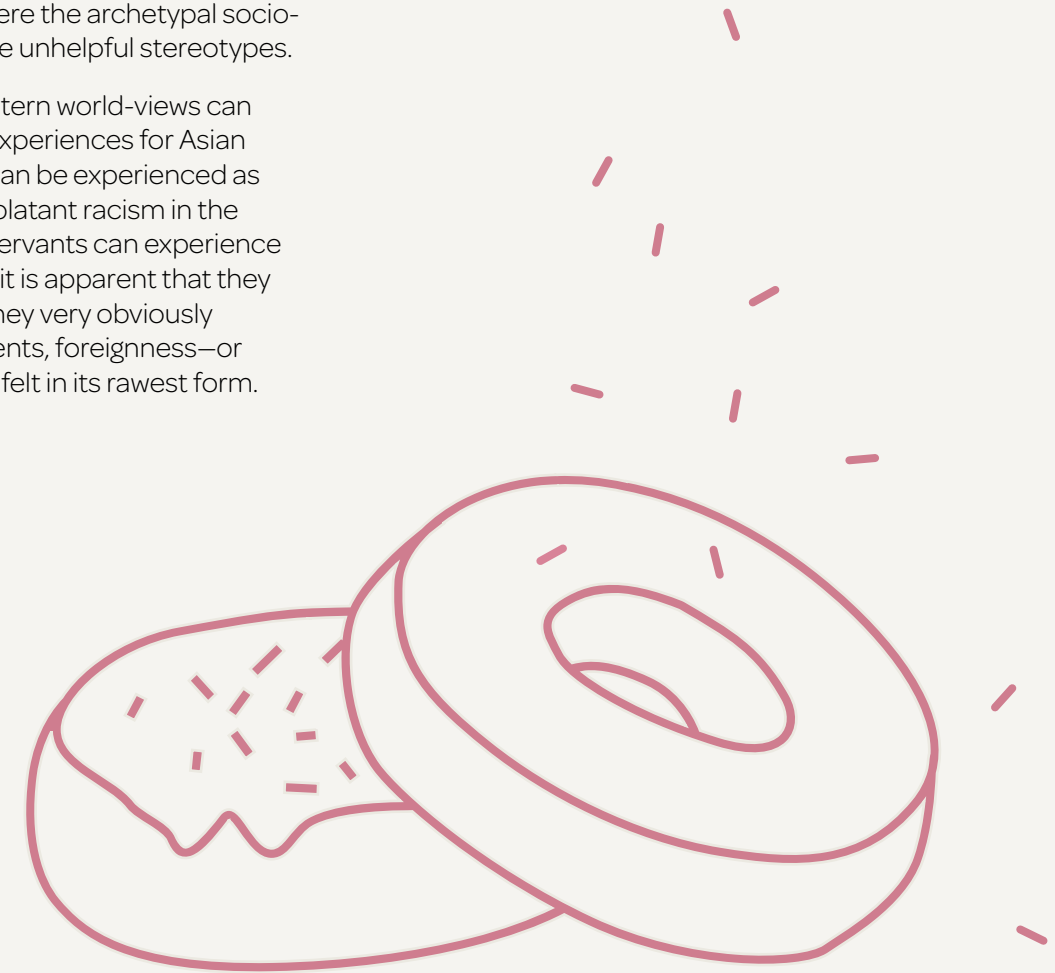 ere the archetypal socio-
e unhelpful stereotypes.
tern world-views can
xperiences for Asian
an be experienced as
latant racism in the
ervants can experience
it is apparent that they
hey very obviously
ents, foreignness—or
felt in its rawest form.